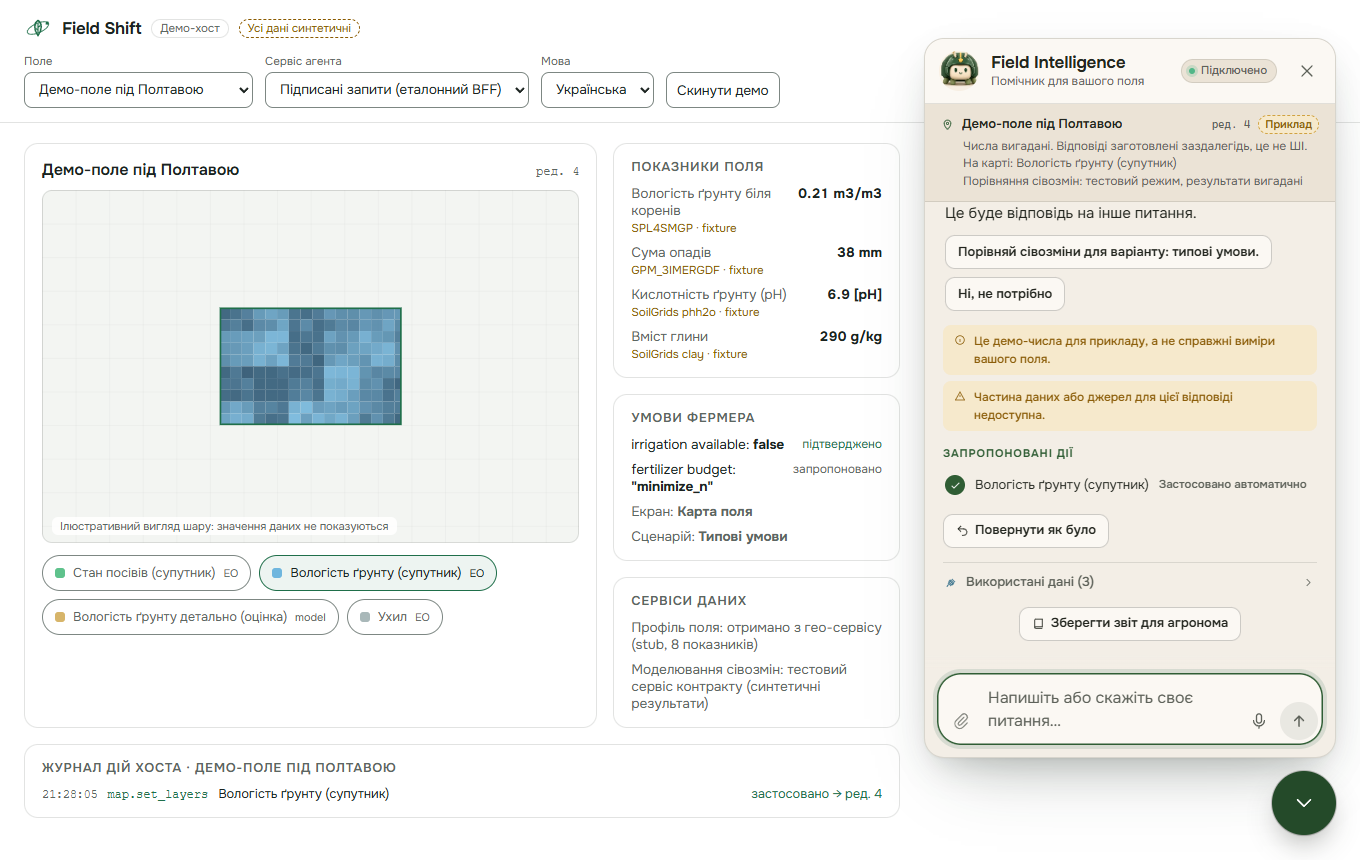 Field Shift
Демо-хост
Усі дані синтетичні
Поле
Сервіс агента
Мова
Демо-поле під Полтавою
Підписані запити (еталонний BFF)
Українська
Скинути демо
Демо-поле під Полтавою
ред. 4
Ілюстративний вигляд шару: значення даних не показуються
Стан посівів (супутник) EO
Вологість ґрунту (супутник) EO
Вологість ґрунту детально (оцінка) model
Ухил EO
ПОКАЗНИКИ ПОЛЯ
Вологість ґрунту біля
коренів
0.21 m3/m3
SPL4SMGP · fixture
Сума опадів
38 mm
GPM_3IMERGDF · fixture
Кислотність ґрунту (pH)
6.9 [pH]
SoilGrids phh2o · fixture
Вміст глини
290 g/kg
SoilGrids clay · fixture
УМОВИ ФЕРМЕРА
irrigation available: false
підтверджено
fertilizer budget:
"minimize_n"
запропоновано
Екран: Карта поля
Сценарій: Типові умови
СЕРВІСИ ДАНИХ
Профіль поля: отримано з гео-сервісу
(stub, 8 показників)
Моделювання сівозмін: тестовий
сервіс контракту (синтетичні
результати)
ЖУРНАЛ ДІЙ ХОСТА · ДЕМО-ПОЛЕ ПІД ПОЛТАВОЮ
21:28:05 map.set_layers Вологість ґрунту (супутник)
застосовано → ред. 4
Field Intelligence
Помічник для вашого поля
Підключено
Демо-поле під Полтавою
ред. 4
Приклад
Числа вигадані. Відповіді заготовлені заздалегідь, це не ШІ.
На карті: Вологість ґрунту (супутник)
Порівняння сівозмін: тестовий режим, результати вигадані
Це буде відповідь на інше питання.
Порівняй сівозміни для варіанту: типові умови.
Ні, не потрібно
Це демо-числа для прикладу, а не справжні виміри
вашого поля.
Частина даних або джерел для цієї відповіді
недоступна.
ЗАПРОПОНОВАНІ ДІЇ
Вологість ґрунту (супутник) Застосовано автоматично
Повернути як було
Використані дані (3)
Зберегти звіт для агронома
Напишіть або скажіть своє
питання...